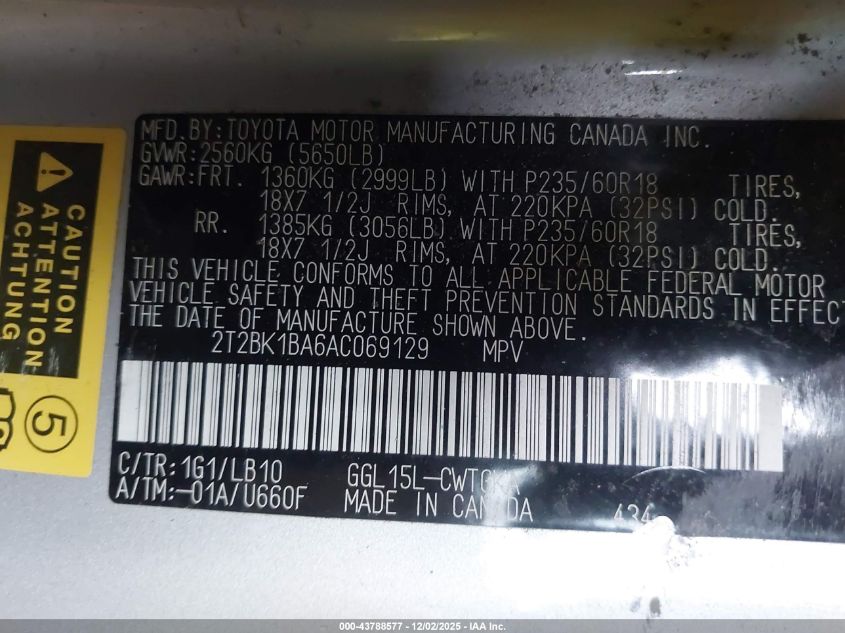 MFD.BY:TOYOTA MOTOR MANUFACTURING CANADA INC.
GVWR:2560KG (5650LB)
GAWR:FRT. 1360KG (2999LB) WITH P235/60R18 TIRES,
18X7 1/2J RIMS, AT 220KPA (32PSI) COLD.
RR. 1385KG (3056LB) WITH P235/60R18 TIRES,
18X7 1/2J RIMS, AT 220KPA (32PSI) COLD.
THIS VEHICLE CONFORMS TO ALL APPLICABLE FEDERAL MOTOR
VEHICLE SAFETY AND THEFT PREVENTION STANDARDS IN EFFECT
THE DATE OF MANUFACTURE SHOWN ABOVE.
2T2BK1BA6AC069129 MPV
C/TR:1G1/LB10 GGL15L-CWTGKA
A/TM:-01A/U660F MADE IN CANADA 434
CAUTION
ATTENTION
ACHTUNG
5
000-43788577 - 12/02/2025 - IAA Inc.